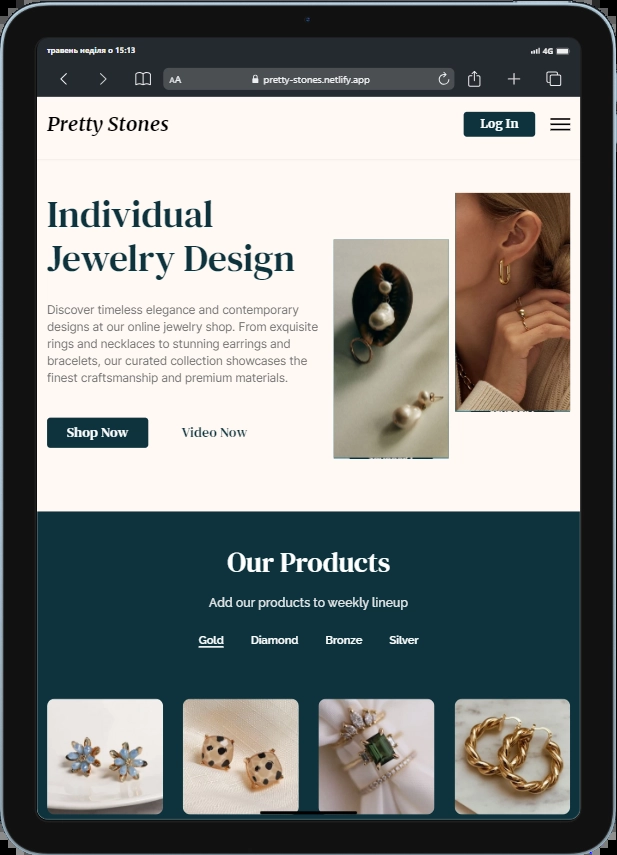 травень неділя о 15:13
4G
AA
pretty-stones.netlify.app
Pretty Stones
Log In
Individual
Jewelry Design
Discover timeless elegance and contemporary
designs at our online jewelry shop. From exquisite
rings and necklaces to stunning earrings and
bracelets, our curated collection showcases the
finest craftsmanship and premium materials.
Shop Now
Video Now
Our Products
Add our products to weekly lineup
Gold
Diamond
Bronze
Silver